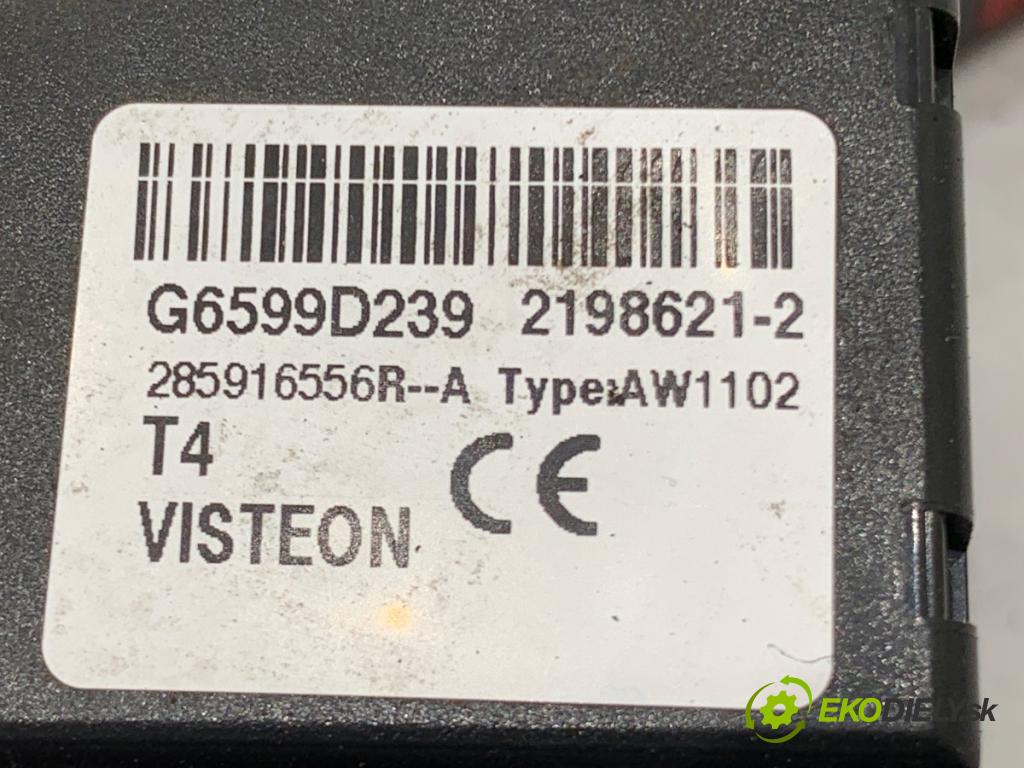 G6599D239 2198621-2
285916556R--A Type:AW1102
T4
CE
VISTEON
EKODIELY.sk